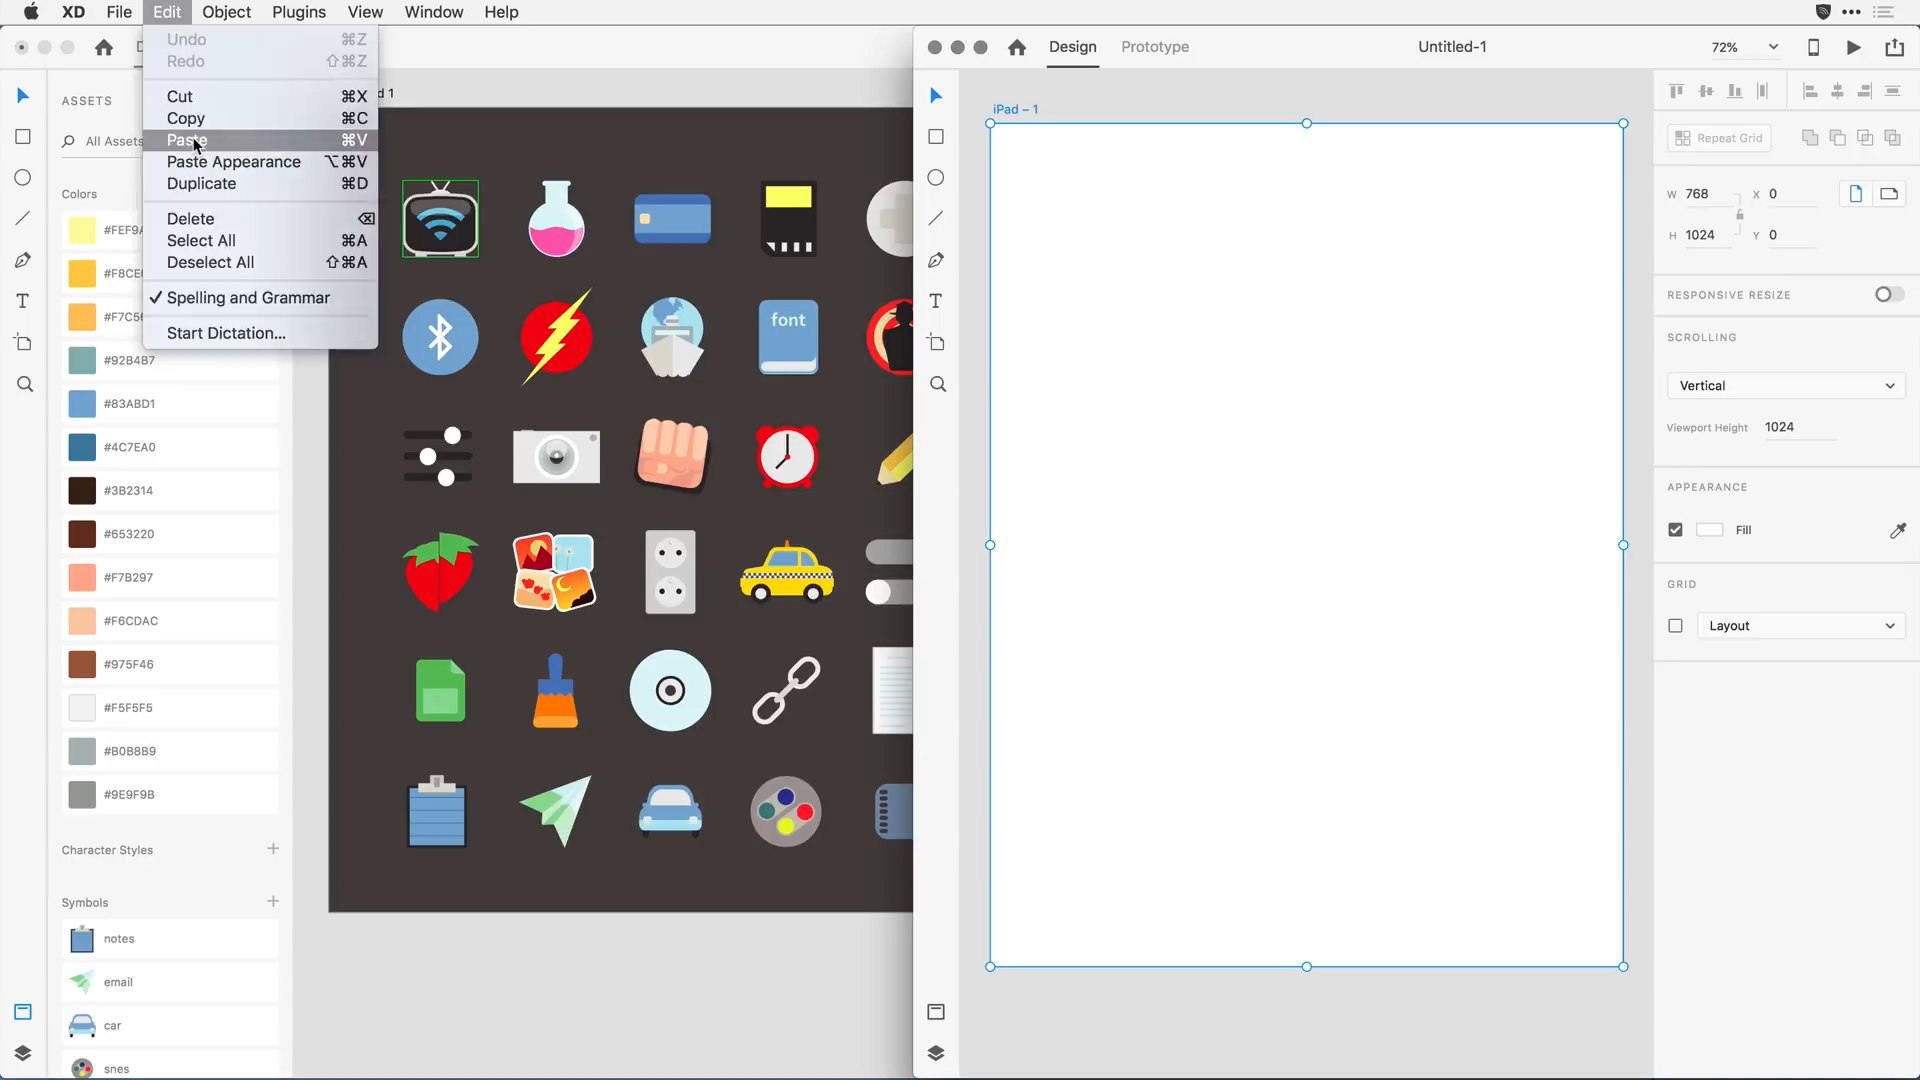 XD File Edit Object Plugins View Window Help
Undo ⌘Z
Redo ⇧⌘Z
Cut ⌘X
Copy ⌘C
Paste ⌘V
Paste Appearance ⌥⌘V
Duplicate ⌘D
Delete ⌫
Select All ⌘A
Deselect All ⇧⌘A
✓ Spelling and Grammar
Start Dictation...
ASSETS
All Assets
Colors
#FEF9A
#F8CE
#F7C5
#92B4B7
#83ABD1
#4C7EA0
#3B2314
#653220
#F7B297
#F6CDAC
#975F46
#F5F5F5
#B0B8B9
#9E9F9B
Character Styles +
Symbols +
notes
email
car
snes
d 1
font
Design Prototype Untitled-1 72%
iPad – 1
Repeat Grid
W 768 X 0
H 1024 Y 0
RESPONSIVE RESIZE
SCROLLING
Vertical
Viewport Height 1024
APPEARANCE
Fill
GRID
Layout